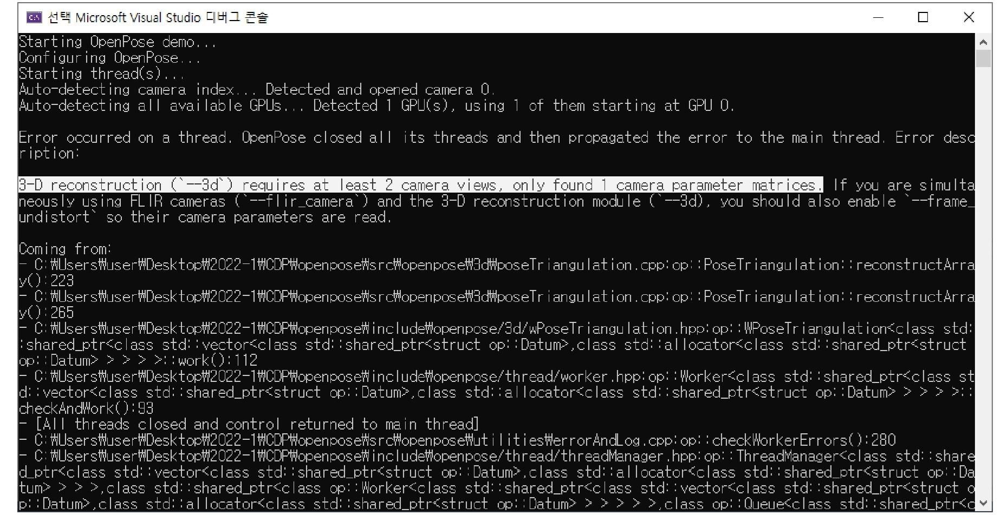 선택 Microsoft Visual Studio 디버그 콘솔
Starting OpenPose demo...
Configuring OpenPose...
Starting thread(s)...
Auto-detecting camera index... Detected and opened camera 0.
Auto-detecting all available GPUs... Detected 1 GPU(s), using 1 of them starting at GPU 0.
Error occurred on a thread. OpenPose closed all its threads and then propagated the error to the main thread. Error desc
ription:
3-D reconstruction (`--3d`) requires at least 2 camera views, only found 1 camera parameter matrices. If you are simulta
neously using FLIR cameras (`--flir_camera`) and the 3-D reconstruction module (`--3d), you should also enable `--frame_
undistort` so their camera parameters are read.
Coming from:
- C:₩Users₩user₩Desktop₩2022-1₩CDP₩openpose₩src₩openpose₩3d₩poseTriangulation.cpp:op::PoseTriangulation::reconstructArra
y():223
- C:₩Users₩user₩Desktop₩2022-1₩CDP₩openpose₩src₩openpose₩3d₩poseTriangulation.cpp:op::PoseTriangulation::reconstructArra
y():265
- C:₩Users₩user₩Desktop₩2022-1₩CDP₩openpose₩include₩openpose/3d/wPoseTriangulation.hpp:op::WPoseTriangulation<class std:
:shared_ptr<class std::vector<class std::shared_ptr<struct op::Datum>,class std::allocator<class std::shared_ptr<struct
op::Datum> > > > >::work():112
- C:₩Users₩user₩Desktop₩2022-1₩CDP₩openpose₩include₩openpose/thread/worker.hpp:op::Worker<class std::shared_ptr<class st
d::vector<class std::shared_ptr<struct op::Datum>,class std::allocator<class std::shared_ptr<struct op::Datum> > > > >::
checkAndWork():93
- [All threads closed and control returned to main thread]
- C:₩Users₩user₩Desktop₩2022-1₩CDP₩openpose₩src₩openpose₩utilities₩errorAndLog.cpp:op::checkWorkerErrors():280
- C:₩Users₩user₩Desktop₩2022-1₩CDP₩openpose₩include₩openpose/thread/threadManager.hpp:op::ThreadManager<class std::share
d_ptr<class std::vector<class std::shared_ptr<struct op::Datum>,class std::allocator<class std::shared_ptr<struct op::Da
tum> > > >,class std::shared_ptr<class op::Worker<class std::shared_ptr<class std::vector<class std::shared_ptr<struct o
p::Datum>,class std::allocator<class std::shared_ptr<struct op::Datum> > > > > >,class op::Queue<class std::shared_ptr<c